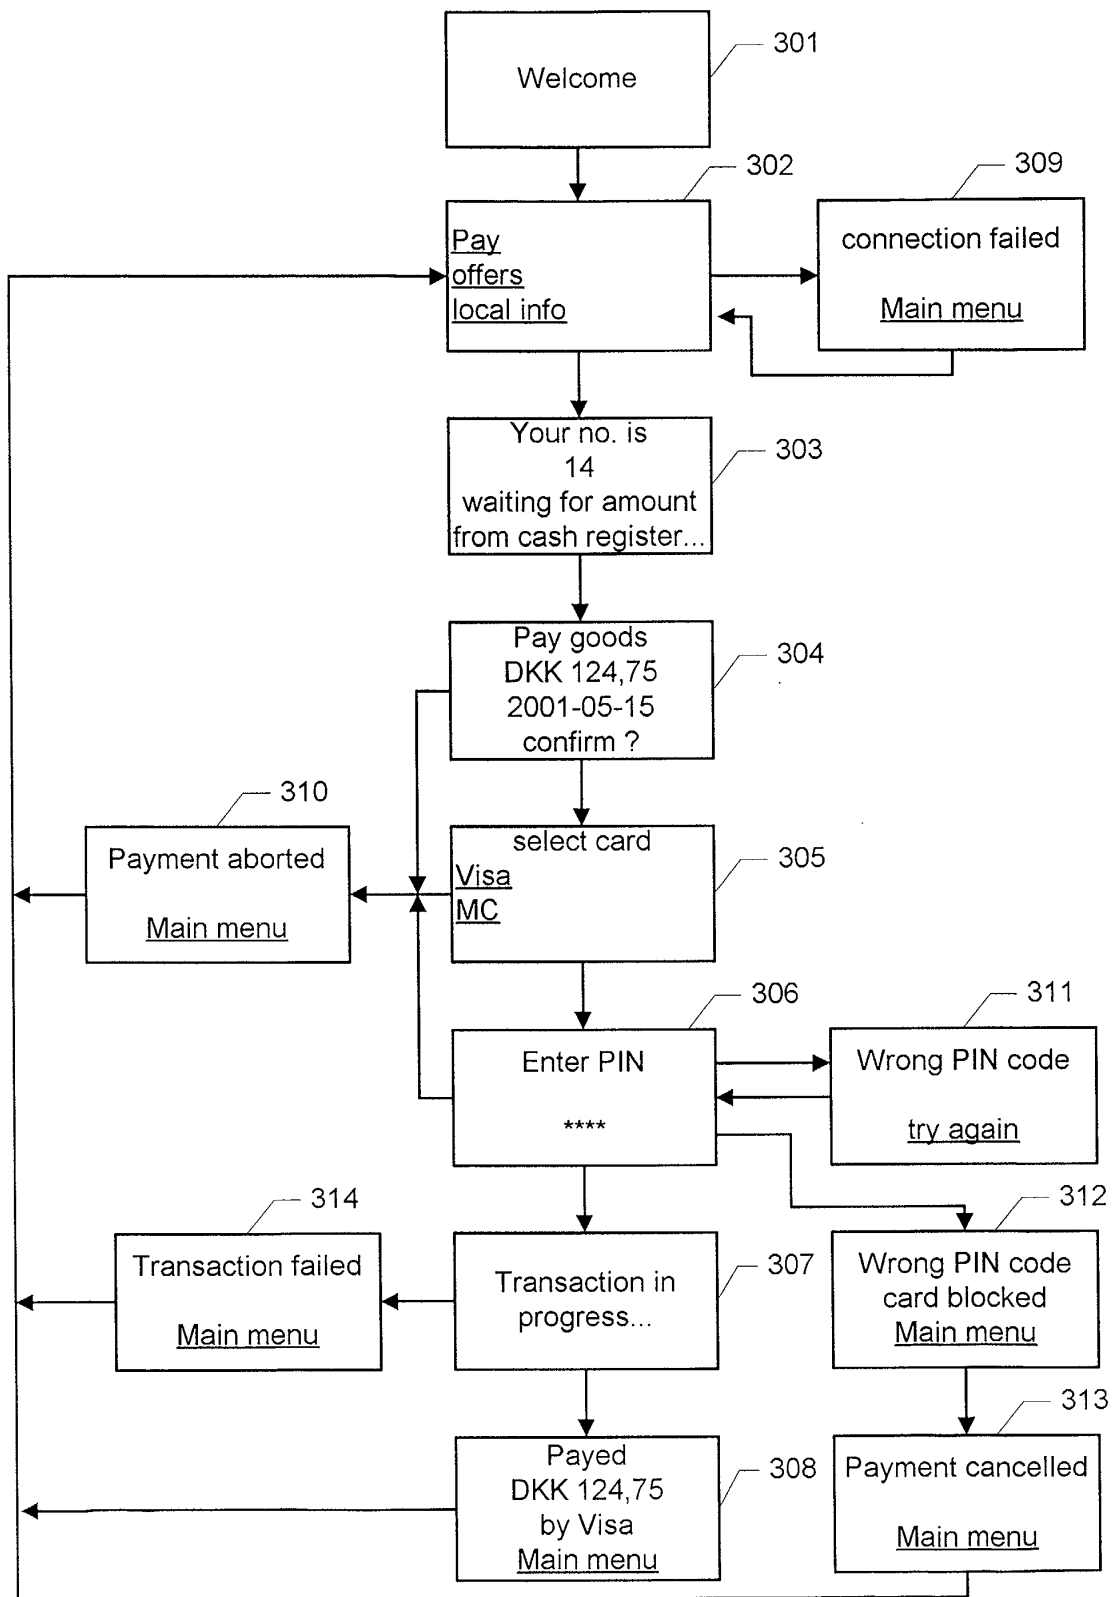 301
Welcome
302
309
Pay
offers
local info
connection failed
Main menu
Your no. is
14
waiting for amount
from cash register...
303
Pay goods
DKK 124,75
2001-05-15
confirm ?
304
310
Payment aborted
Main menu
select card
Visa
MC
305
306
311
Enter PIN
****
Wrong PIN code
try again
314
312
Transaction failed
Main menu
Transaction in
progress...
307
Wrong PIN code
card blocked
Main menu
313
Payed
DKK 124,75
by Visa
Main menu
308
Payment cancelled
Main menu